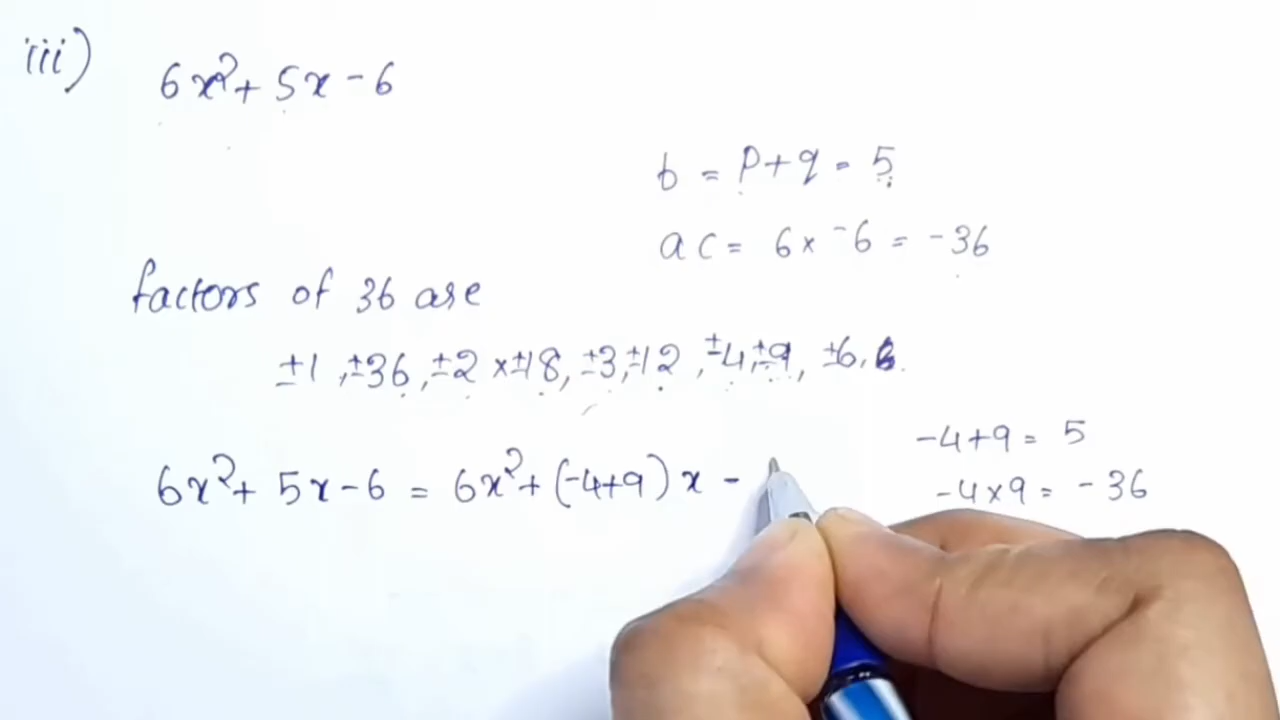 iii) 6x² + 5x - 6
b = p + q = 5
ac = 6 × -6 = -36
factors of 36 are
±1, ±36, ±2 × ±18, ±3, ±12, ±4, ±9, ±6, 6.
-4+9 = 5
6x² + 5x - 6 = 6x² + (-4+9)x -
-4×9 = -36